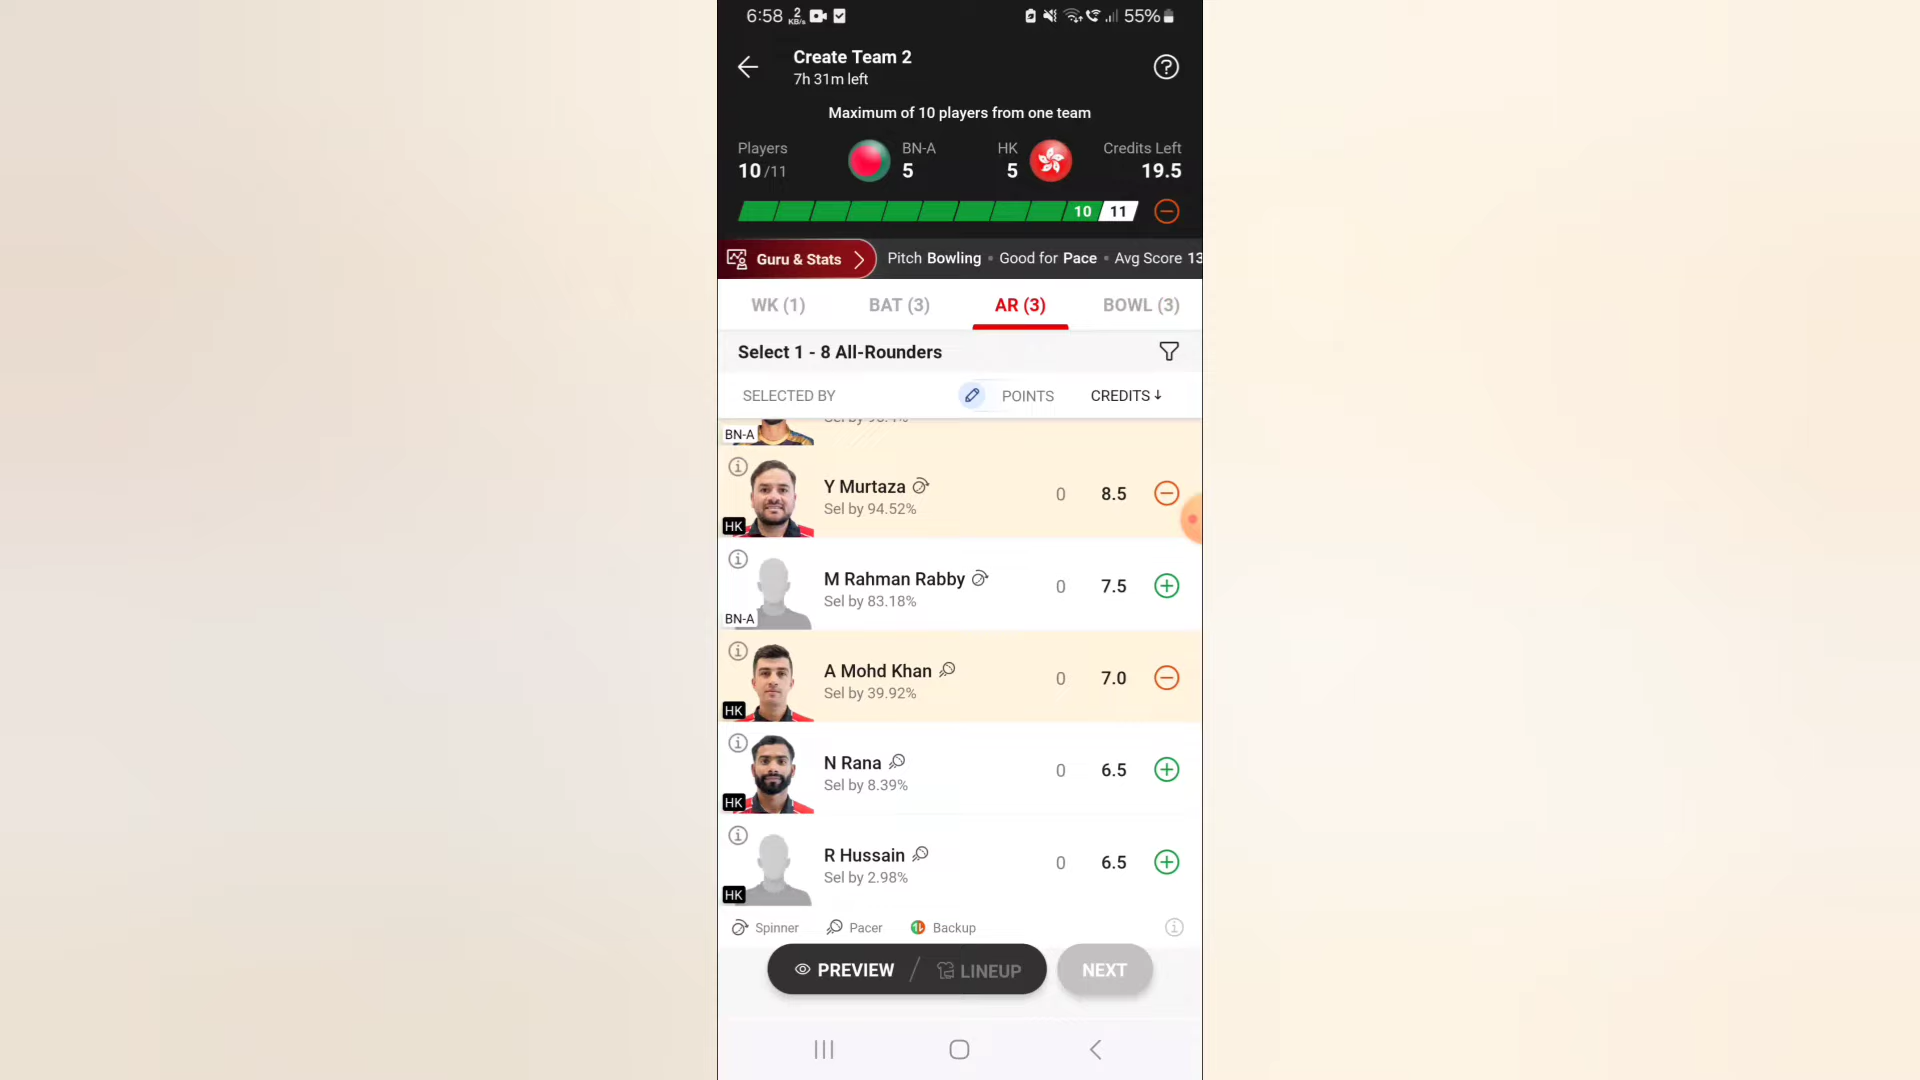 6:58 2 KB/s 55%
Create Team 2
7h 31m left
Maximum of 10 players from one team
Players BN-A HK Credits Left
10/11 5 5 19.5
10 11
Guru & Stats Pitch Bowling • Good for Pace • Avg Score 13
WK (1) BAT (3) AR (3) BOWL (3)
Select 1 - 8 All-Rounders
SELECTED BY POINTS CREDITS ↓
BN-A
Y Murtaza 0 8.5
Sel by 94.52%
HK
M Rahman Rabby 0 7.5
Sel by 83.18%
BN-A
A Mohd Khan 0 7.0
Sel by 39.92%
HK
N Rana 0 6.5
Sel by 8.39%
HK
R Hussain 0 6.5
Sel by 2.98%
HK
Spinner Pacer Backup
PREVIEW / LINEUP NEXT